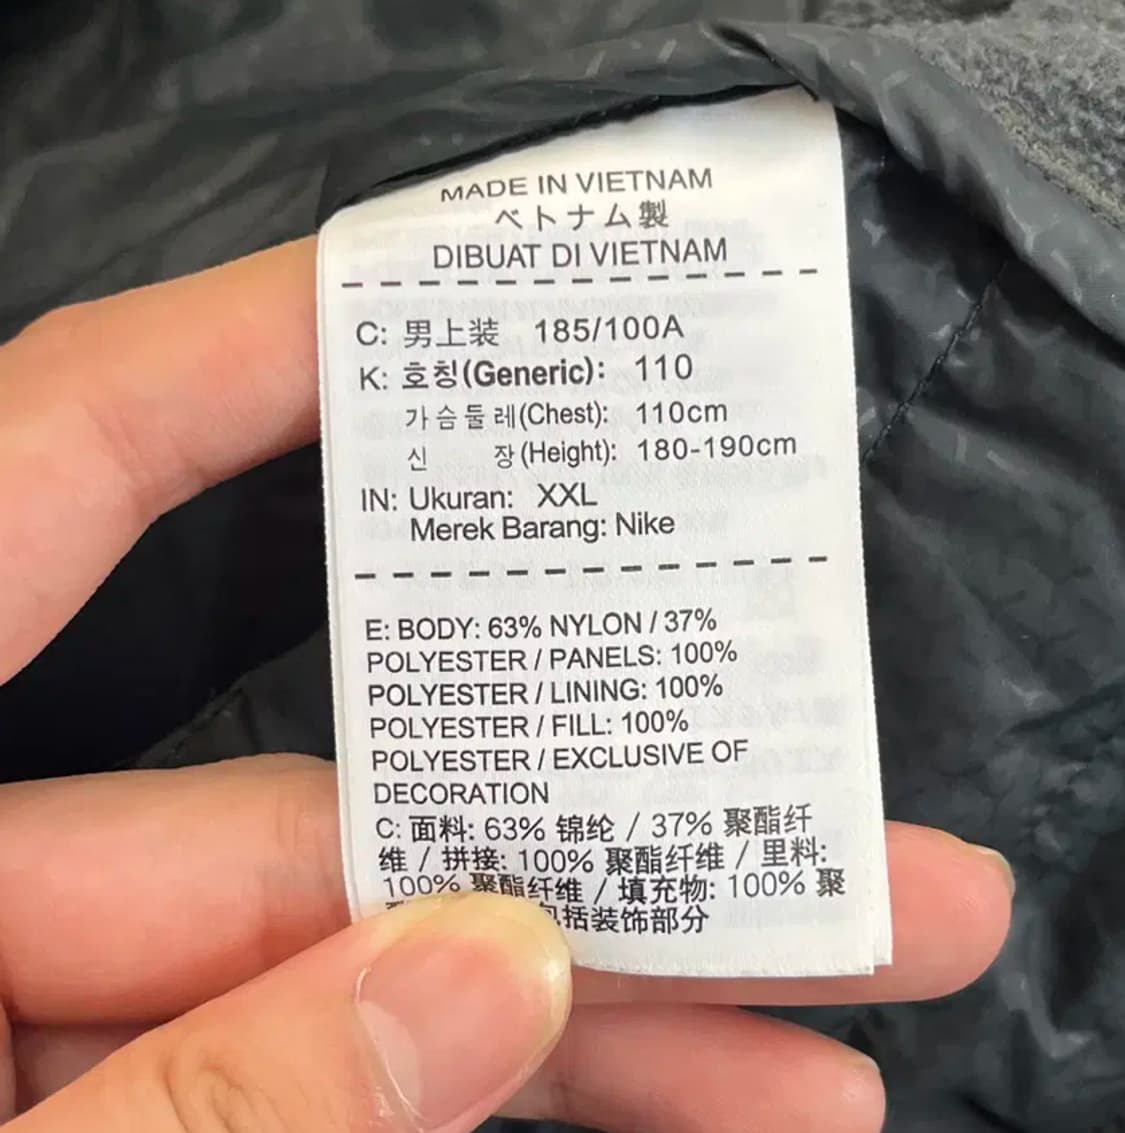 MADE IN VIETNAM
ベトナム製
DIBUAT DI VIETNAM
C: 男上装 185/100A
K: 호칭(Generic): 110
가슴둘레(Chest): 110cm
신 장(Height): 180-190cm
IN: Ukuran: XXL
Merek Barang: Nike
E: BODY: 63% NYLON / 37%
POLYESTER / PANELS: 100%
POLYESTER / LINING: 100%
POLYESTER / FILL: 100%
POLYESTER / EXCLUSIVE OF
DECORATION
C: 面料: 63% 锦纶 / 37% 聚酯纤
维 / 拼接: 100% 聚酯纤维 / 里料:
100% 聚酯纤维 / 填充物: 100% 聚
括装饰部分